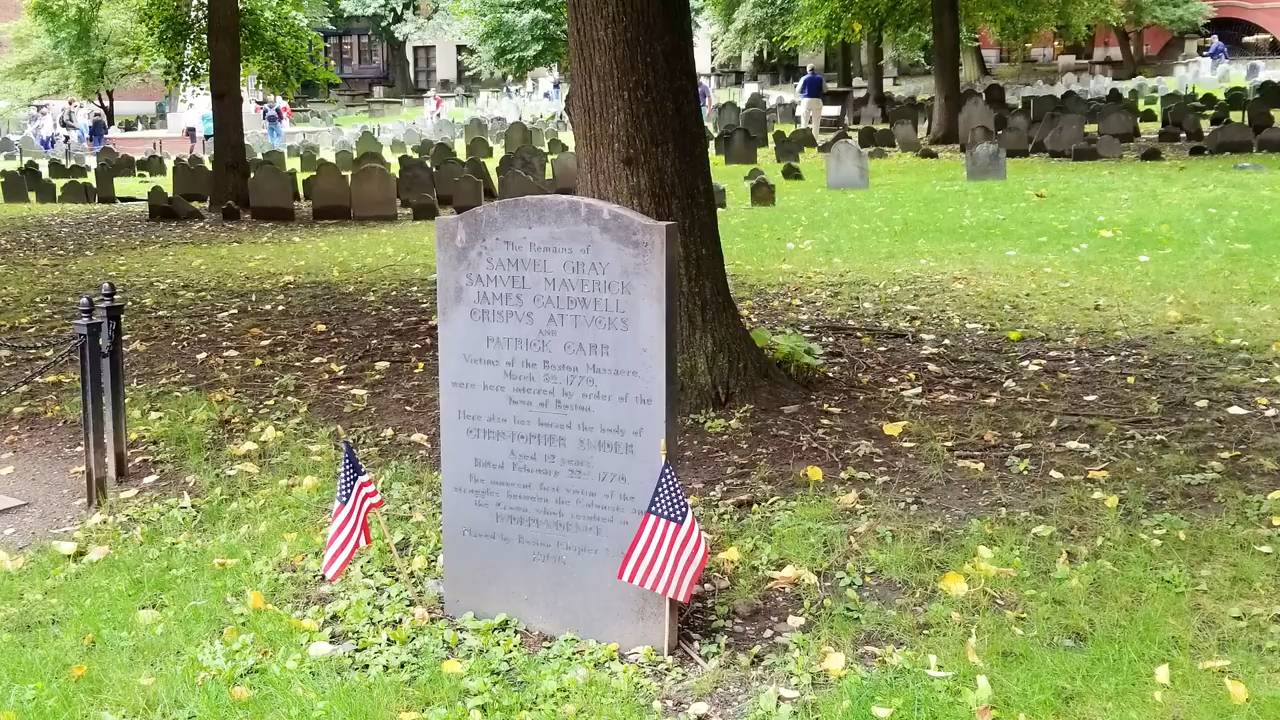 The Remains of
SAMVEL GRAY
SAMVEL MAVERICK
JAMES CALDWELL
CRISPVS ATTVCKS
AND
PATRICK CARR
Victims of the Boston Massacre,
March 5th, 1770,
were here interred by order of the
Town of Boston.
Here also lies buried the body of
CHRISTOPHER SNIDER
Aged 12 years,
Killed February 22nd, 1770.
The innocent first victim of the
struggles between the Colonists and
the Crown, which resulted in
INDEPENDENCE.
Placed by Boston Chapter